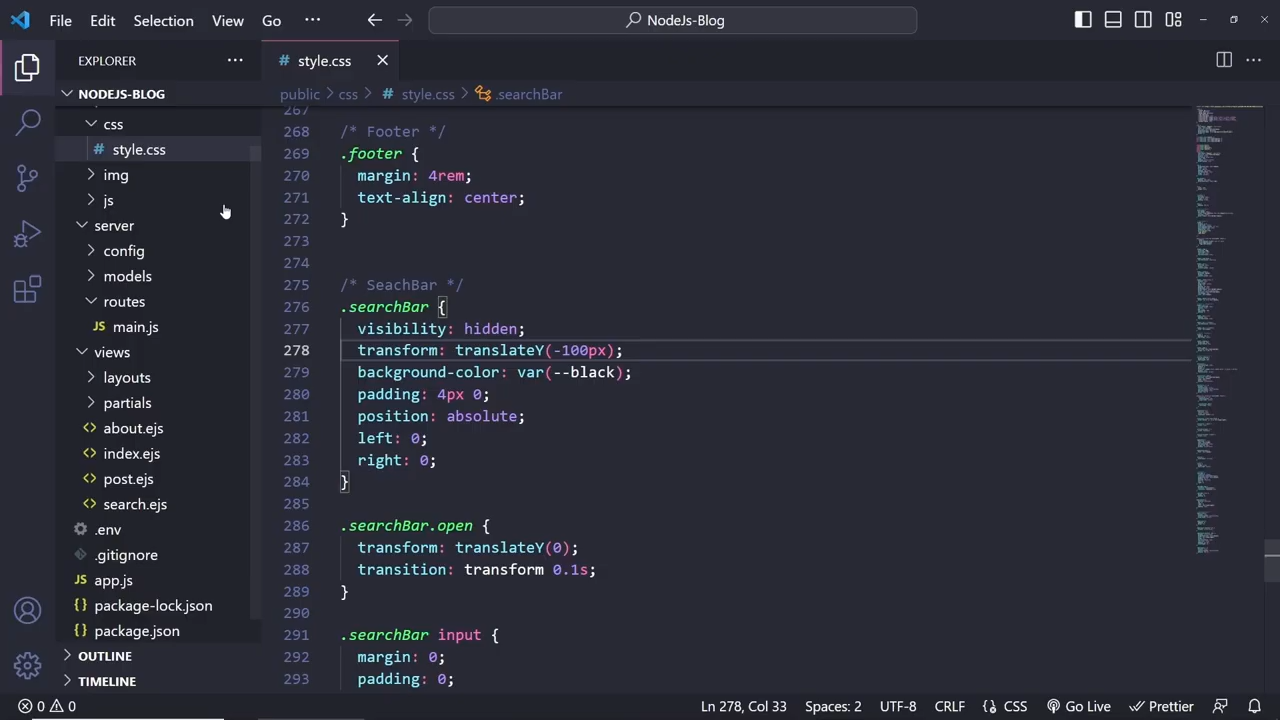 File Edit Selection View Go ···
NodeJs-Blog
EXPLORER
NODEJS-BLOG
css
# style.css
img
js
server
config
models
routes
JS main.js
views
layouts
partials
<> about.ejs
<> index.ejs
<> post.ejs
<> search.ejs
.env
.gitignore
JS app.js
{} package-lock.json
{} package.json
OUTLINE
TIMELINE
# style.css
public > css > # style.css > .searchBar
267
268 /* Footer */
269 .footer {
270 margin: 4rem;
271 text-align: center;
272 }
273
274
275 /* SeachBar */
276 .searchBar {
277 visibility: hidden;
278 transform: translateY(-100px);
279 background-color: var(--black);
280 padding: 4px 0;
281 position: absolute;
282 left: 0;
283 right: 0;
284 }
285
286 .searchBar.open {
287 transform: translateY(0);
288 transition: transform 0.1s;
289 }
290
291 .searchBar input {
292 margin: 0;
293 padding: 0;
0 0 Ln 278, Col 33 Spaces: 2 UTF-8 CRLF {} CSS Go Live Prettier